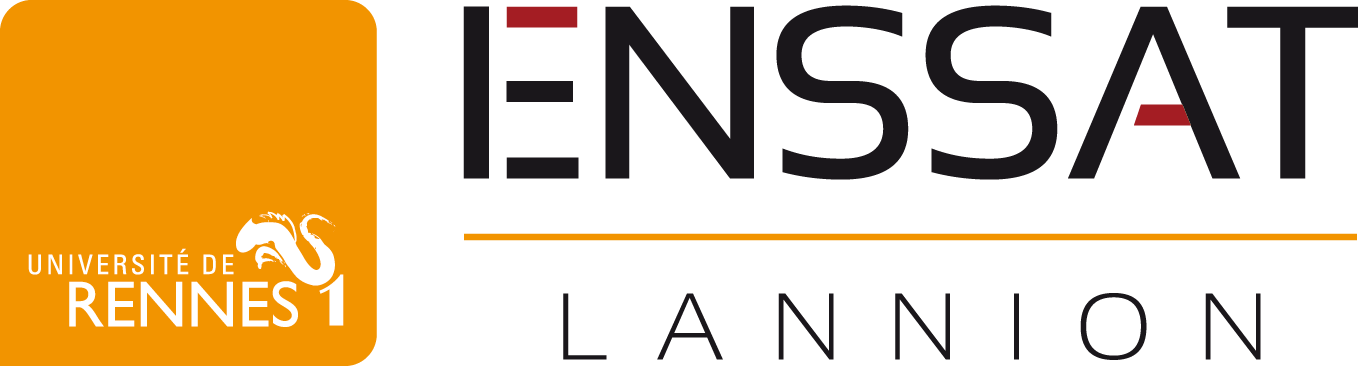 UNIVERSITÉ DE
RENNES 1
ENSSAT
LANNION